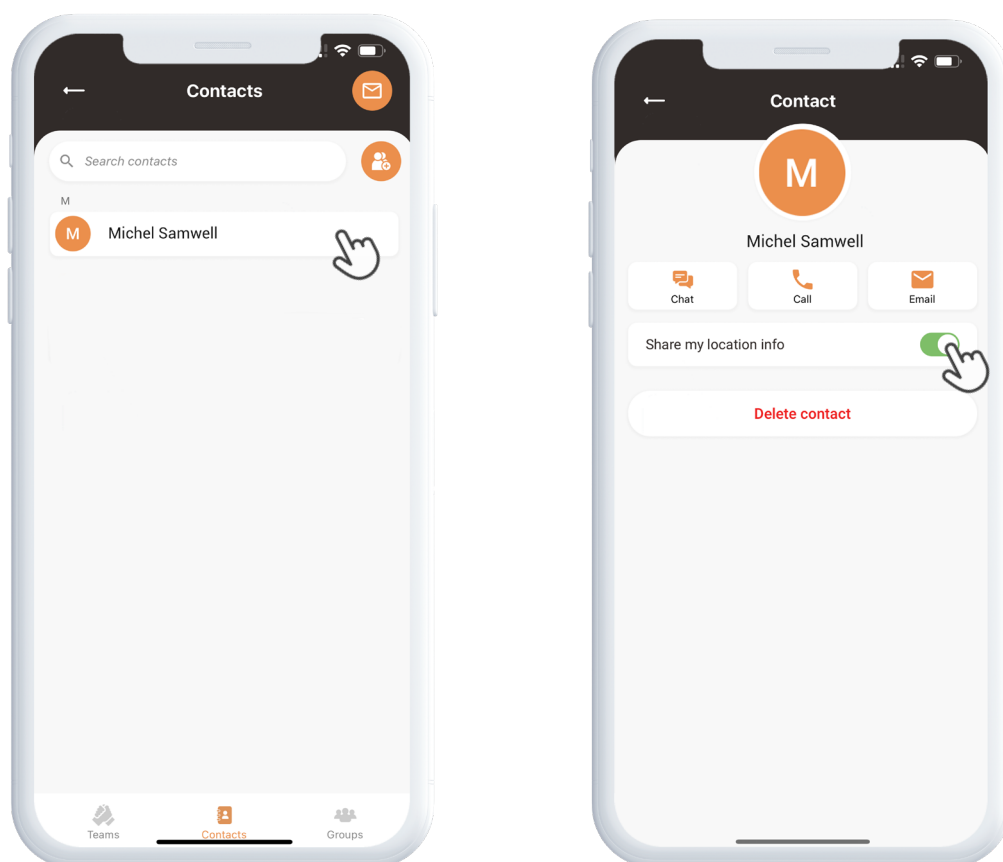 Contacts
Search contacts
M
M Michel Samwell
Teams Contacts Groups
Contact
M
Michel Samwell
Chat Call Email
Share my location info
Delete contact